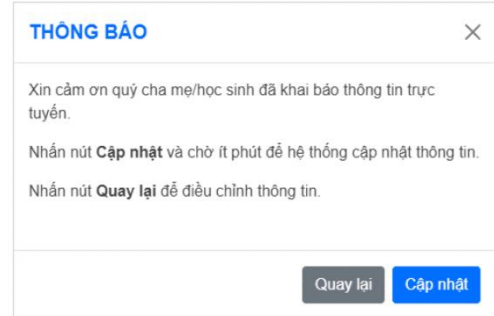 THÔNG BÁO
Xin cảm ơn quý cha mẹ/học sinh đã khai báo thông tin trực
tuyến.
Nhấn nút Cập nhật và chờ ít phút để hệ thống cập nhật thông tin.
Nhấn nút Quay lại để điều chỉnh thông tin.
Quay lại Cập nhật